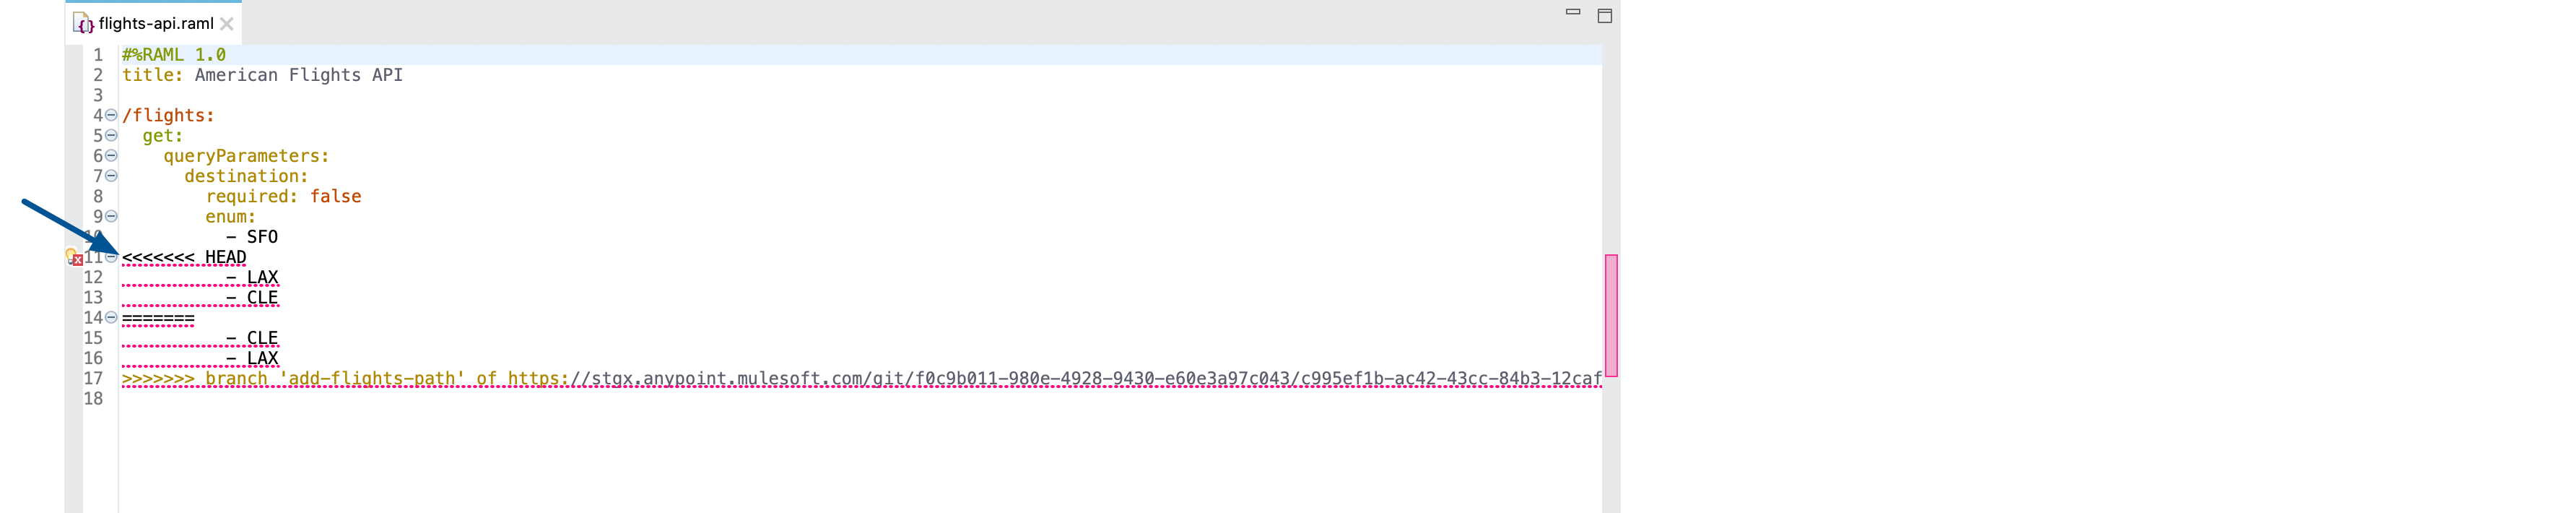 flights-api.raml
1 #%RAML 1.0
2 title: American Flights API
3
4 /flights:
5   get:
6     queryParameters:
7       destination:
8         required: false
9         enum:
10           - SFO
11 <<<<<<< HEAD
12           - LAX
13           - CLE
14 =======
15           - CLE
16           - LAX
17 >>>>>>> branch 'add-flights-path' of https://stgx.anypoint.mulesoft.com/git/f0c9b011-980e-4928-9430-e60e3a97c043/c995ef1b-ac42-43cc-84b3-12caf
18